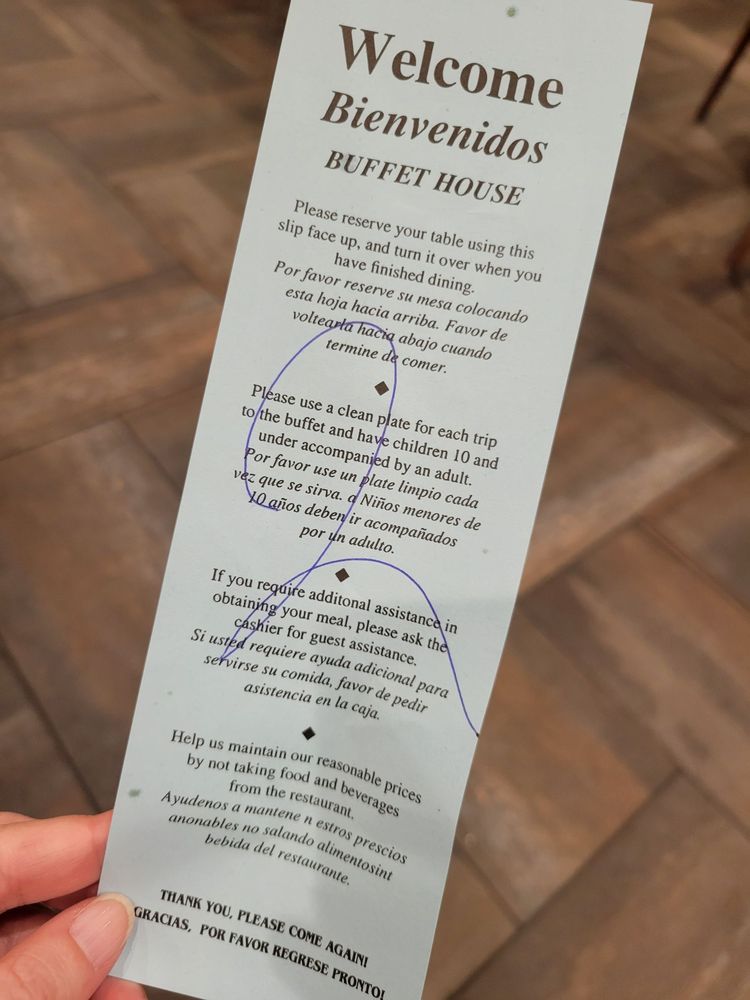 Welcome
Bienvenidos
BUFFET HOUSE
Please reserve your table using this
slip face up, and turn it over when you
have finished dining.
Por favor reserve su mesa colocando
esta hoja hacia arriba. Favor de
voltearla hacia abajo cuando
termine de comer.
Please use a clean plate for each trip
to the buffet and have children 10 and
under accompanied by an adult.
Por favor use un plate limpio cada
vez que se sirva. a Niños menores de
10 años deben ir acompañados
por un adulto.
If you require additonal assistance in
obtaining your meal, please ask the
cashier for guest assistance.
Si usted requiere ayuda adicional para
servirse su comida, favor de pedir
asistencia en la caja.
Help us maintain our reasonable prices
by not taking food and beverages
from the restaurant.
Ayudenos a mantene n estros prescios
anonables no salando alimentosint
bebida del restaurante.
THANK YOU, PLEASE COME AGAIN!
GRACIAS, POR FAVOR REGRESE PRONTO!